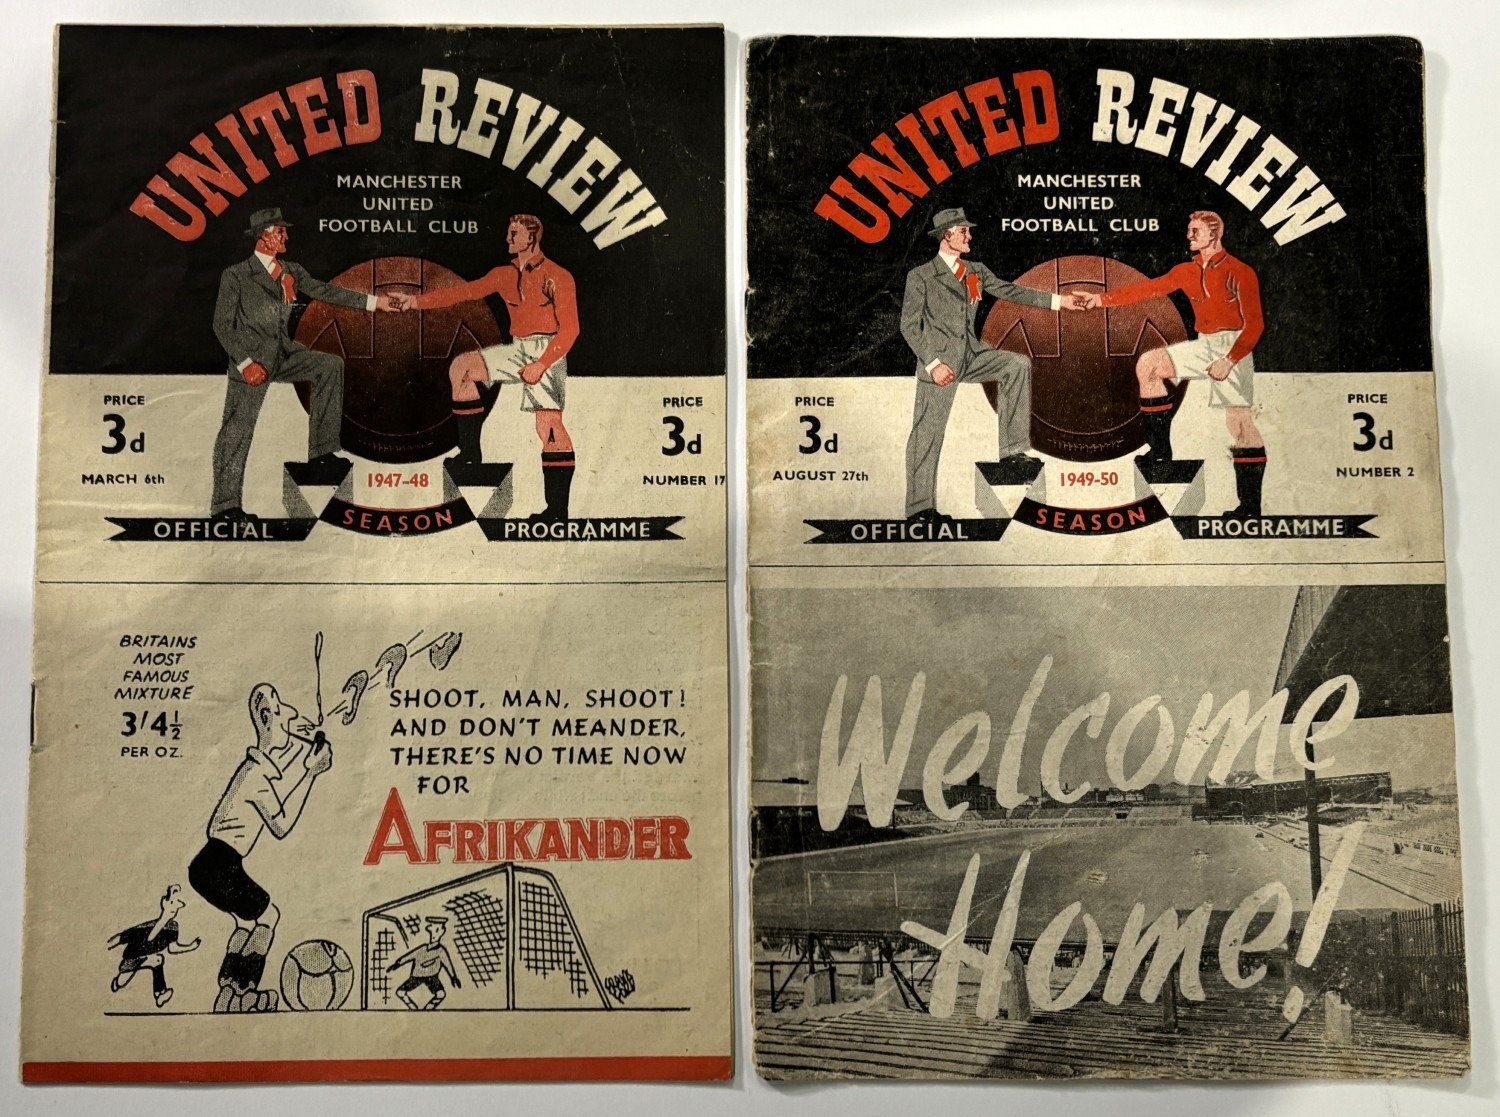 UNITED REVIEW
MANCHESTER
UNITED
FOOTBALL CLUB
PRICE
3d
MARCH 6th
PRICE
3d
NUMBER 17
1947-48
SEASON
OFFICIAL PROGRAMME
BRITAINS
MOST
FAMOUS
MIXTURE
3/4½
PER OZ.
SHOOT, MAN, SHOOT!
AND DON'T MEANDER,
THERE'S NO TIME NOW
FOR
AFRIKANDER
UNITED REVIEW
MANCHESTER
UNITED
FOOTBALL CLUB
PRICE
3d
AUGUST 27th
PRICE
3d
NUMBER 2
1949-50
SEASON
OFFICIAL PROGRAMME
Welcome
Home!